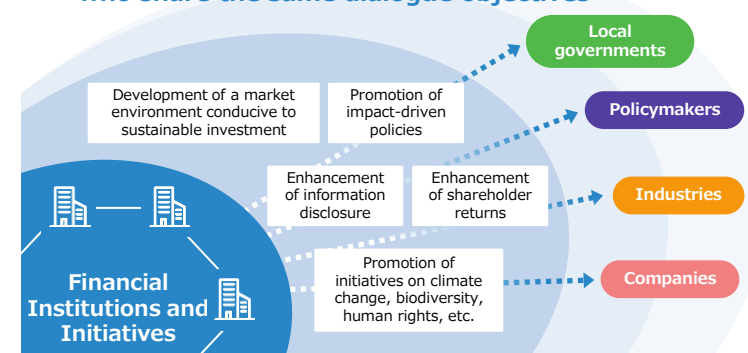 who share the same dialogue objectives
Local
governments
Development of a market
environment conducive to
sustainable investment
Promotion of
impact-driven
policies
Policymakers
Enhancement
of information
disclosure
Enhancement
of shareholder
returns
Industries
Promotion of
initiatives on climate
change, biodiversity,
human rights, etc.
Companies
Financial
Institutions and
Initiatives